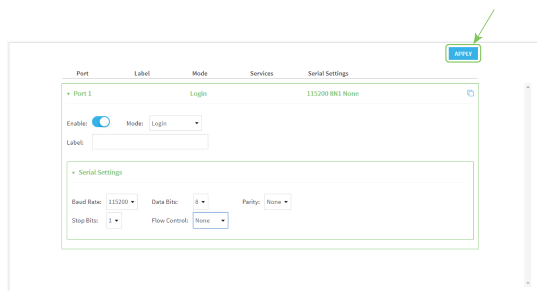 APPLY
Port Label Mode Services Serial Settings
Port 1 Login 115200 8N1 None
Enable: Mode: Login
Label:
Serial Settings
Baud Rate: 115200 Data Bits: 8 Parity: None
Stop Bits: 1 Flow Control: None